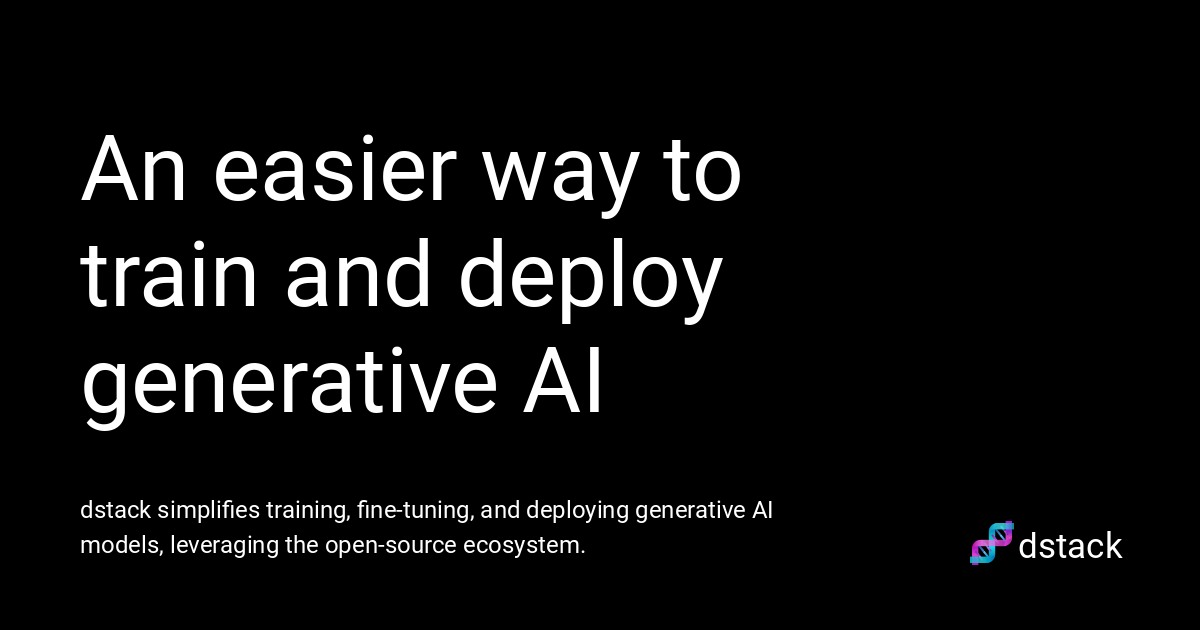 An easier way to
train and deploy
generative AI
dstack simplifies training, fine-tuning, and deploying generative AI
models, leveraging the open-source ecosystem.
dstack